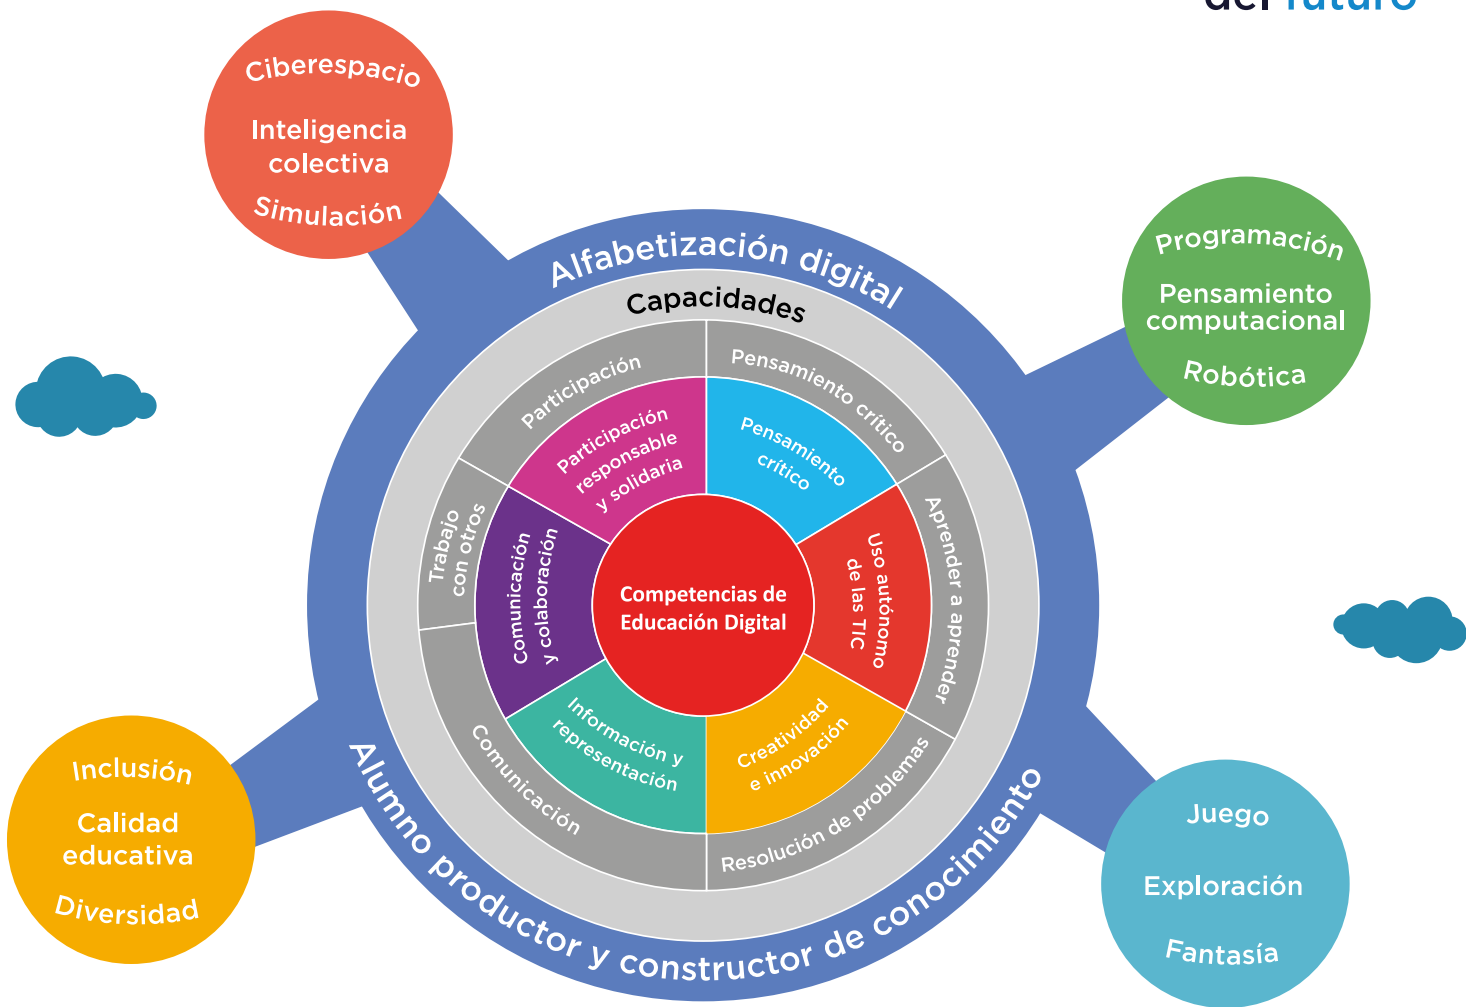 del futuro
Ciberespacio
Inteligencia
colectiva
Simulación
Programación
Pensamiento
computacional
Robótica
Alfabetización digital
Capacidades
Participación
Pensamiento crítico
Aprender a aprender
Resolución de problemas
Comunicación
Trabajo
con otros
Participación
responsable
y solidaria
Pensamiento
crítico
Uso autónomo
de las TIC
Creatividad
e innovación
Información y
representación
Comunicación
y colaboración
Competencias de
Educación Digital
Inclusión
Calidad
educativa
Diversidad
Juego
Exploración
Fantasía
Alumno productor y constructor de conocimiento